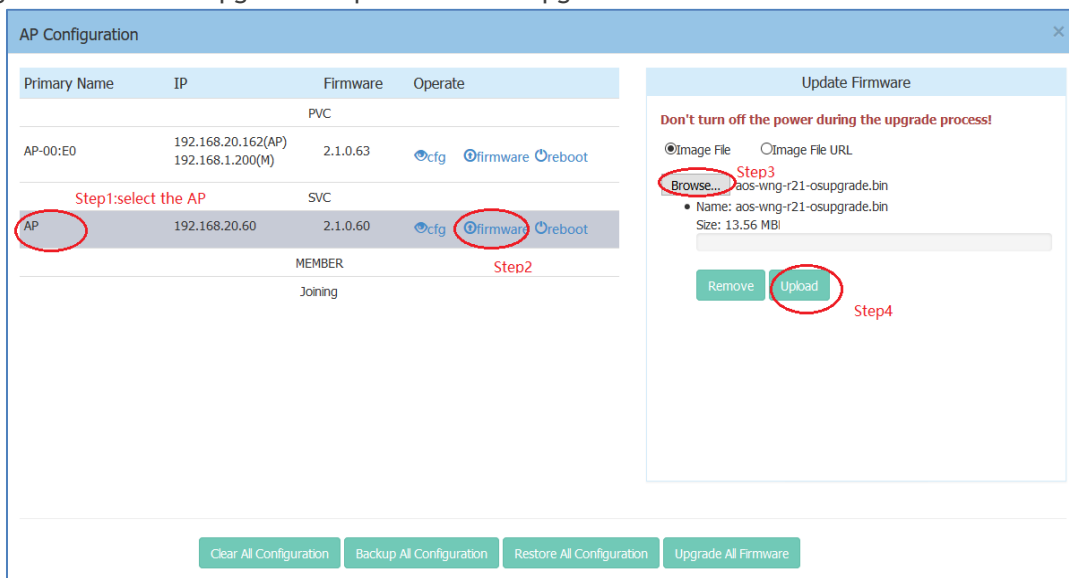 AP Configuration ×
Primary Name IP Firmware Operate
PVC
AP-00:E0 192.168.20.162(AP) 2.1.0.63 cfg firmware reboot
192.168.1.200(M)
Step1:select the AP SVC
AP 192.168.20.60 2.1.0.60 cfg firmware reboot
MEMBER Step2
Joining
Update Firmware
Don't turn off the power during the upgrade process!
Image File Image File URL
Step3
Browse... aos-wng-r21-osupgrade.bin
• Name: aos-wng-r21-osupgrade.bin
Size: 13.56 MB
Remove Upload
Step4
Clear All Configuration Backup All Configuration Restore All Configuration Upgrade All Firmware